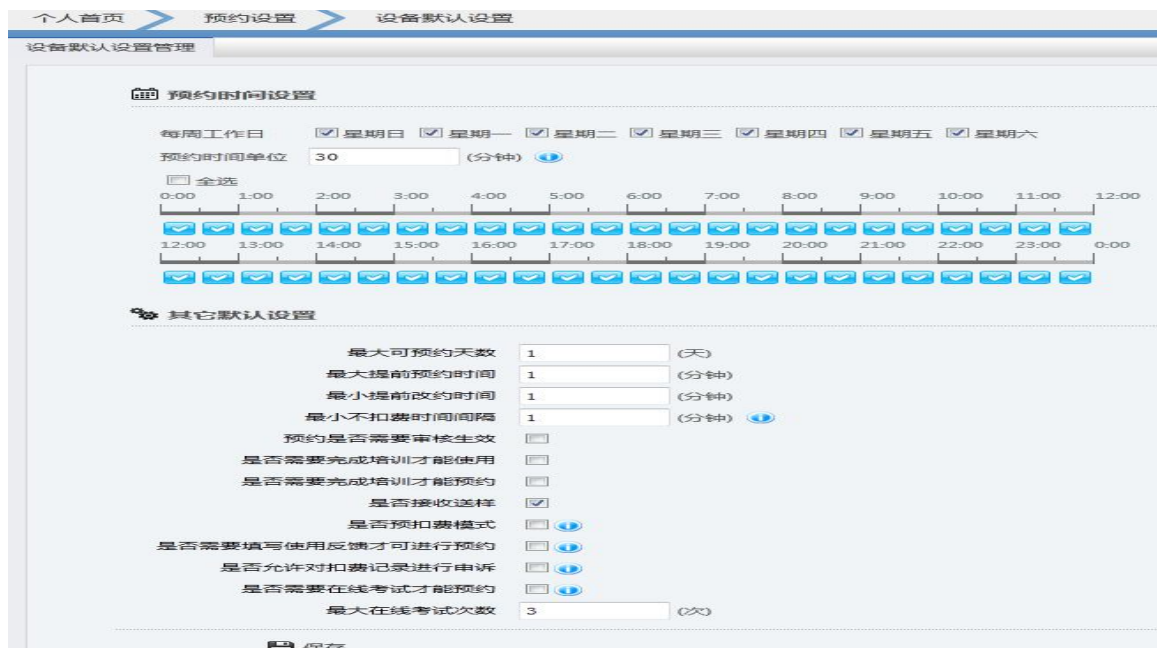 个人首页 预约设置 设备默认设置
设备默认设置管理
预约时间设置
每周工作日 星期日 星期一 星期二 星期三 星期四 星期五 星期六
预约时间单位 30 (分钟)
全选
0:00 1:00 2:00 3:00 4:00 5:00 6:00 7:00 8:00 9:00 10:00 11:00 12:00
12:00 13:00 14:00 15:00 16:00 17:00 18:00 19:00 20:00 21:00 22:00 23:00 0:00
其它默认设置
最大可预约天数 1 (天)
最大提前预约时间 1 (分钟)
最小提前改约时间 1 (分钟)
最小不扣费时间间隔 1 (分钟)
预约是否需要审核生效
是否需要完成培训才能使用
是否需要完成培训才能预约
是否接收送样
是否预扣费模式
是否需要填写使用反馈才可进行预约
是否允许对扣费记录进行申诉
是否需要在线考试才能预约
最大在线考试次数 3 (次)
保存